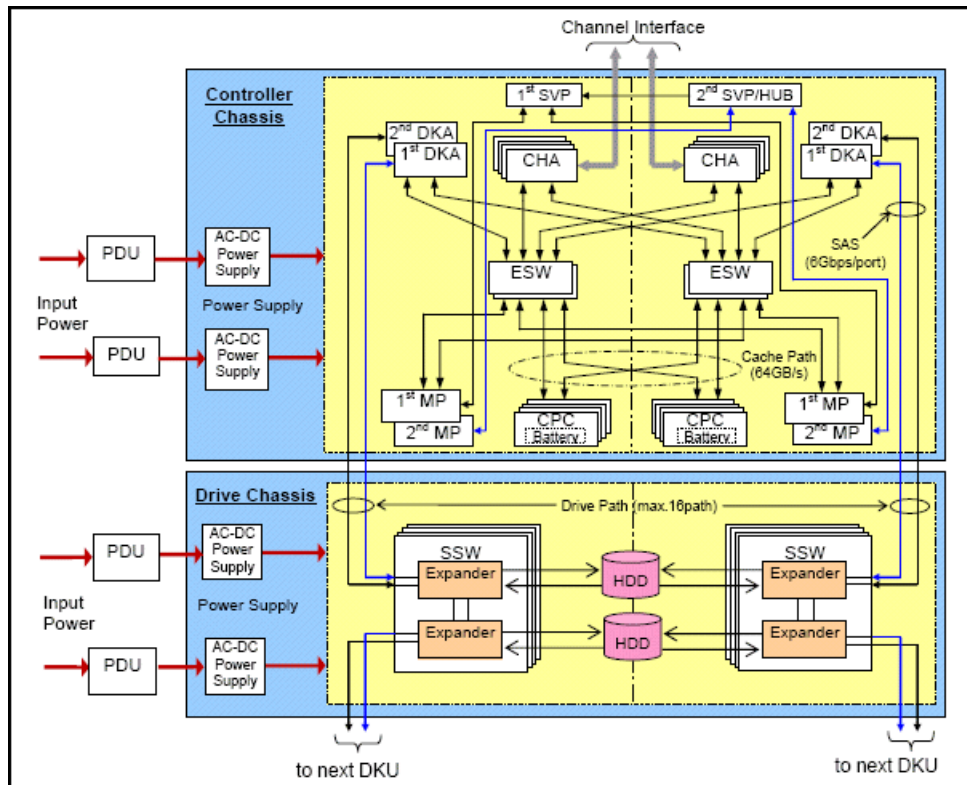 Channel Interface
Controller
Chassis
1st SVP
2nd SVP/HUB
2nd DKA
1st DKA
CHA
CHA
2nd DKA
1st DKA
SAS
(6Gbps/port)
PDU
AC-DC
Power
Supply
ESW
ESW
Input
Power
Power Supply
PDU
AC-DC
Power
Supply
Cache Path
(64GB/s)
1st MP
2nd MP
CPC
Battery
CPC
Battery
1st MP
2nd MP
Drive Chassis
Drive Path (max.16path)
PDU
AC-DC
Power
Supply
SSW
Expander
HDD
SSW
Expander
Input
Power
Power Supply
PDU
AC-DC
Power
Supply
Expander
HDD
Expander
to next DKU
to next DKU